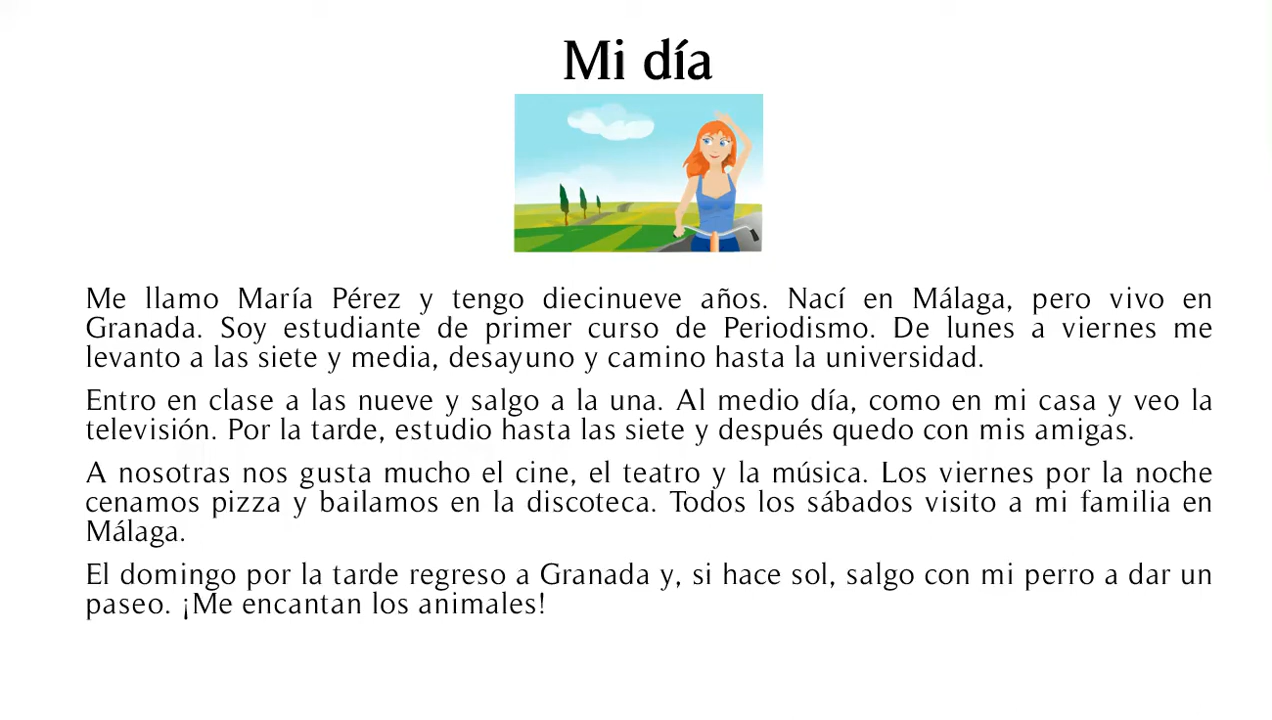 Mi día
Me llamo María Pérez y tengo diecinueve años. Nací en Málaga, pero vivo en
Granada. Soy estudiante de primer curso de Periodismo. De lunes a viernes me
levanto a las siete y media, desayuno y camino hasta la universidad.
Entro en clase a las nueve y salgo a la una. Al medio día, como en mi casa y veo la
televisión. Por la tarde, estudio hasta las siete y después quedo con mis amigas.
A nosotras nos gusta mucho el cine, el teatro y la música. Los viernes por la noche
cenamos pizza y bailamos en la discoteca. Todos los sábados visito a mi familia en
Málaga.
El domingo por la tarde regreso a Granada y, si hace sol, salgo con mi perro a dar un
paseo. ¡Me encantan los animales!